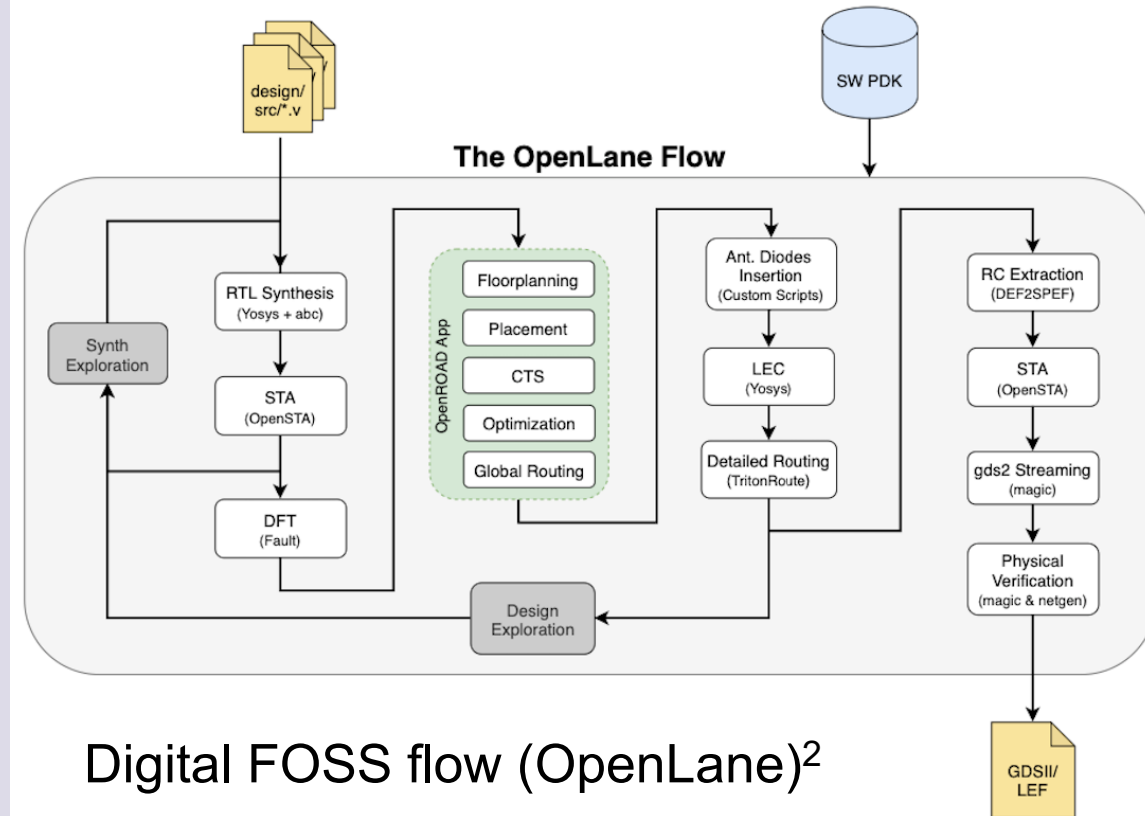 design/
src/*.v
SW PDK
The OpenLane Flow
RTL Synthesis
(Yosys + abc)
Synth
Exploration
STA
(OpenSTA)
DFT
(Fault)
OpenROAD App
Floorplanning
Placement
CTS
Optimization
Global Routing
Ant. Diodes
Insertion
(Custom Scripts)
LEC
(Yosys)
Detailed Routing
(TritonRoute)
Design
Exploration
RC Extraction
(DEF2SPEF)
STA
(OpenSTA)
gds2 Streaming
(magic)
Physical
Verification
(magic & netgen)
GDSII/
LEF
Digital FOSS flow (OpenLane)²